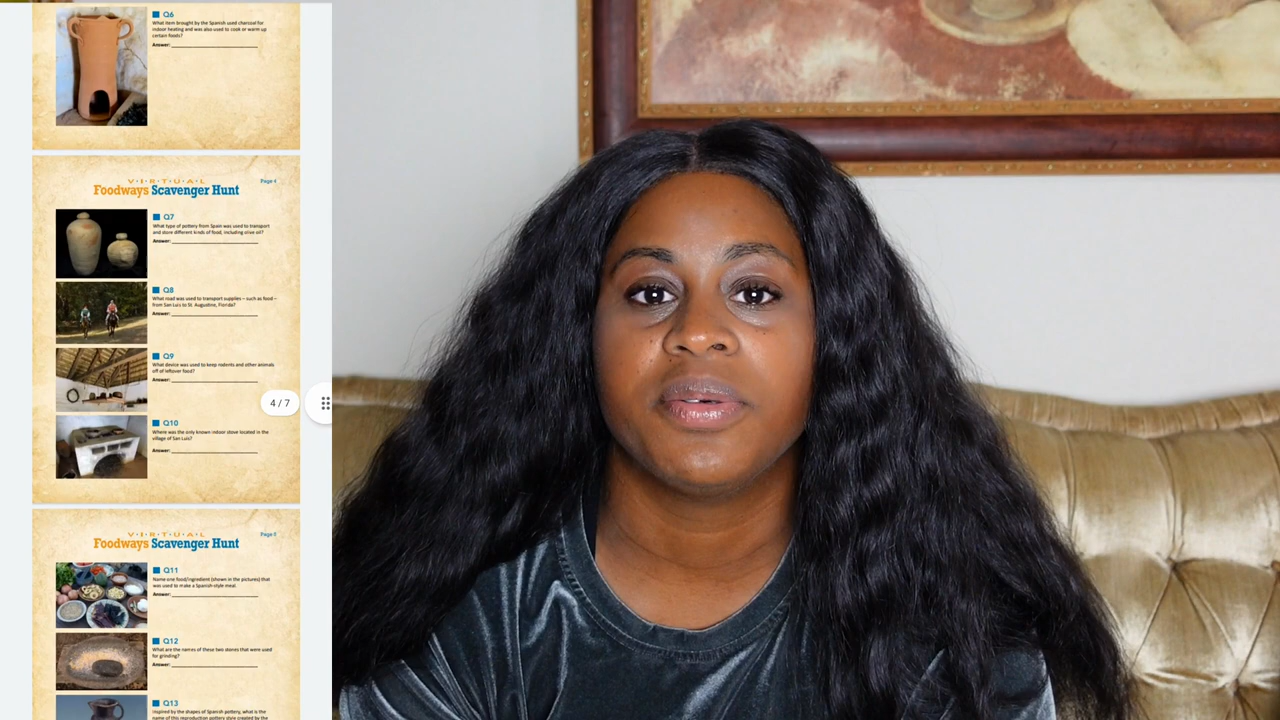 Q6
What item brought by the Spanish used charcoal for
indoor heating and was also used to cook or warm up
certain foods?
Answer:
V·I·R·T·U·A·L
Page 4
Foodways Scavenger Hunt
Q7
What type of pottery from Spain was used to transport
and store different kinds of food, including olive oil?
Answer:
Q8
What road was used to transport supplies – such as food –
from San Luis to St. Augustine, Florida?
Answer:
Q9
What device was used to keep rodents and other animals
off of leftover food?
Answer:
4 / 7
Q10
Where was the only known indoor stove located in the
village of San Luis?
Answer:
V·I·R·T·U·A·L
Page 5
Foodways Scavenger Hunt
Q11
Name one food/ingredient (shown in the pictures) that
was used to make a Spanish-style meal
Answer:
Q12
What are the names of these two stones that were used
for grinding?
Answer:
Q13
Inspired by the shapes of Spanish pottery, what is the
name of this reproduction pottery style created by the